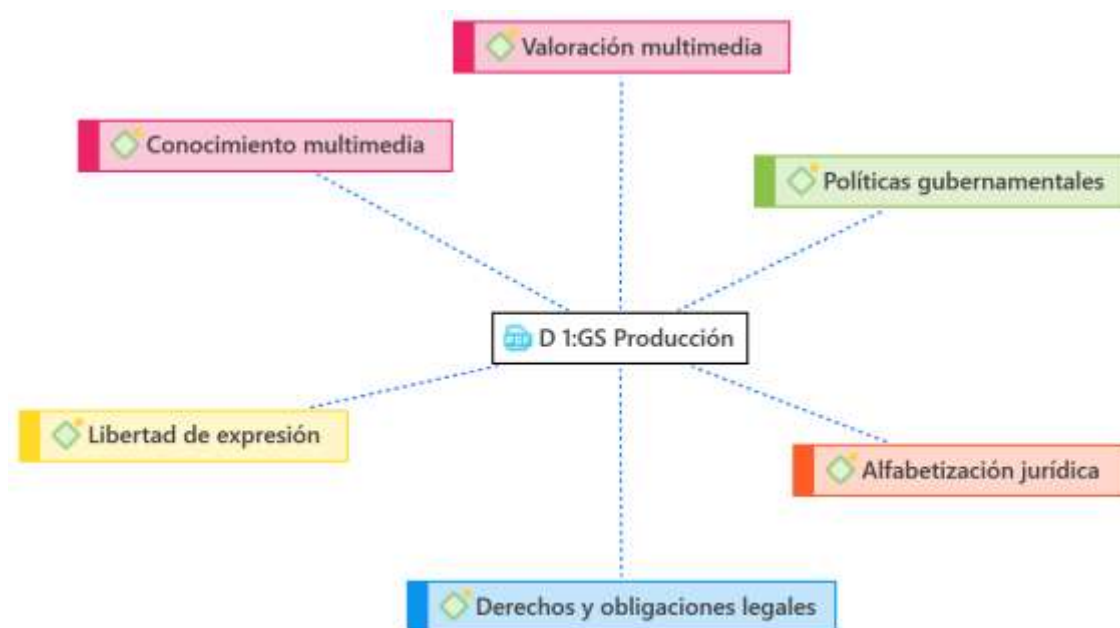 Valoración multimedia
Conocimiento multimedia
Políticas gubernamentales
D 1:GS Producción
Libertad de expresión
Alfabetización jurídica
Derechos y obligaciones legales